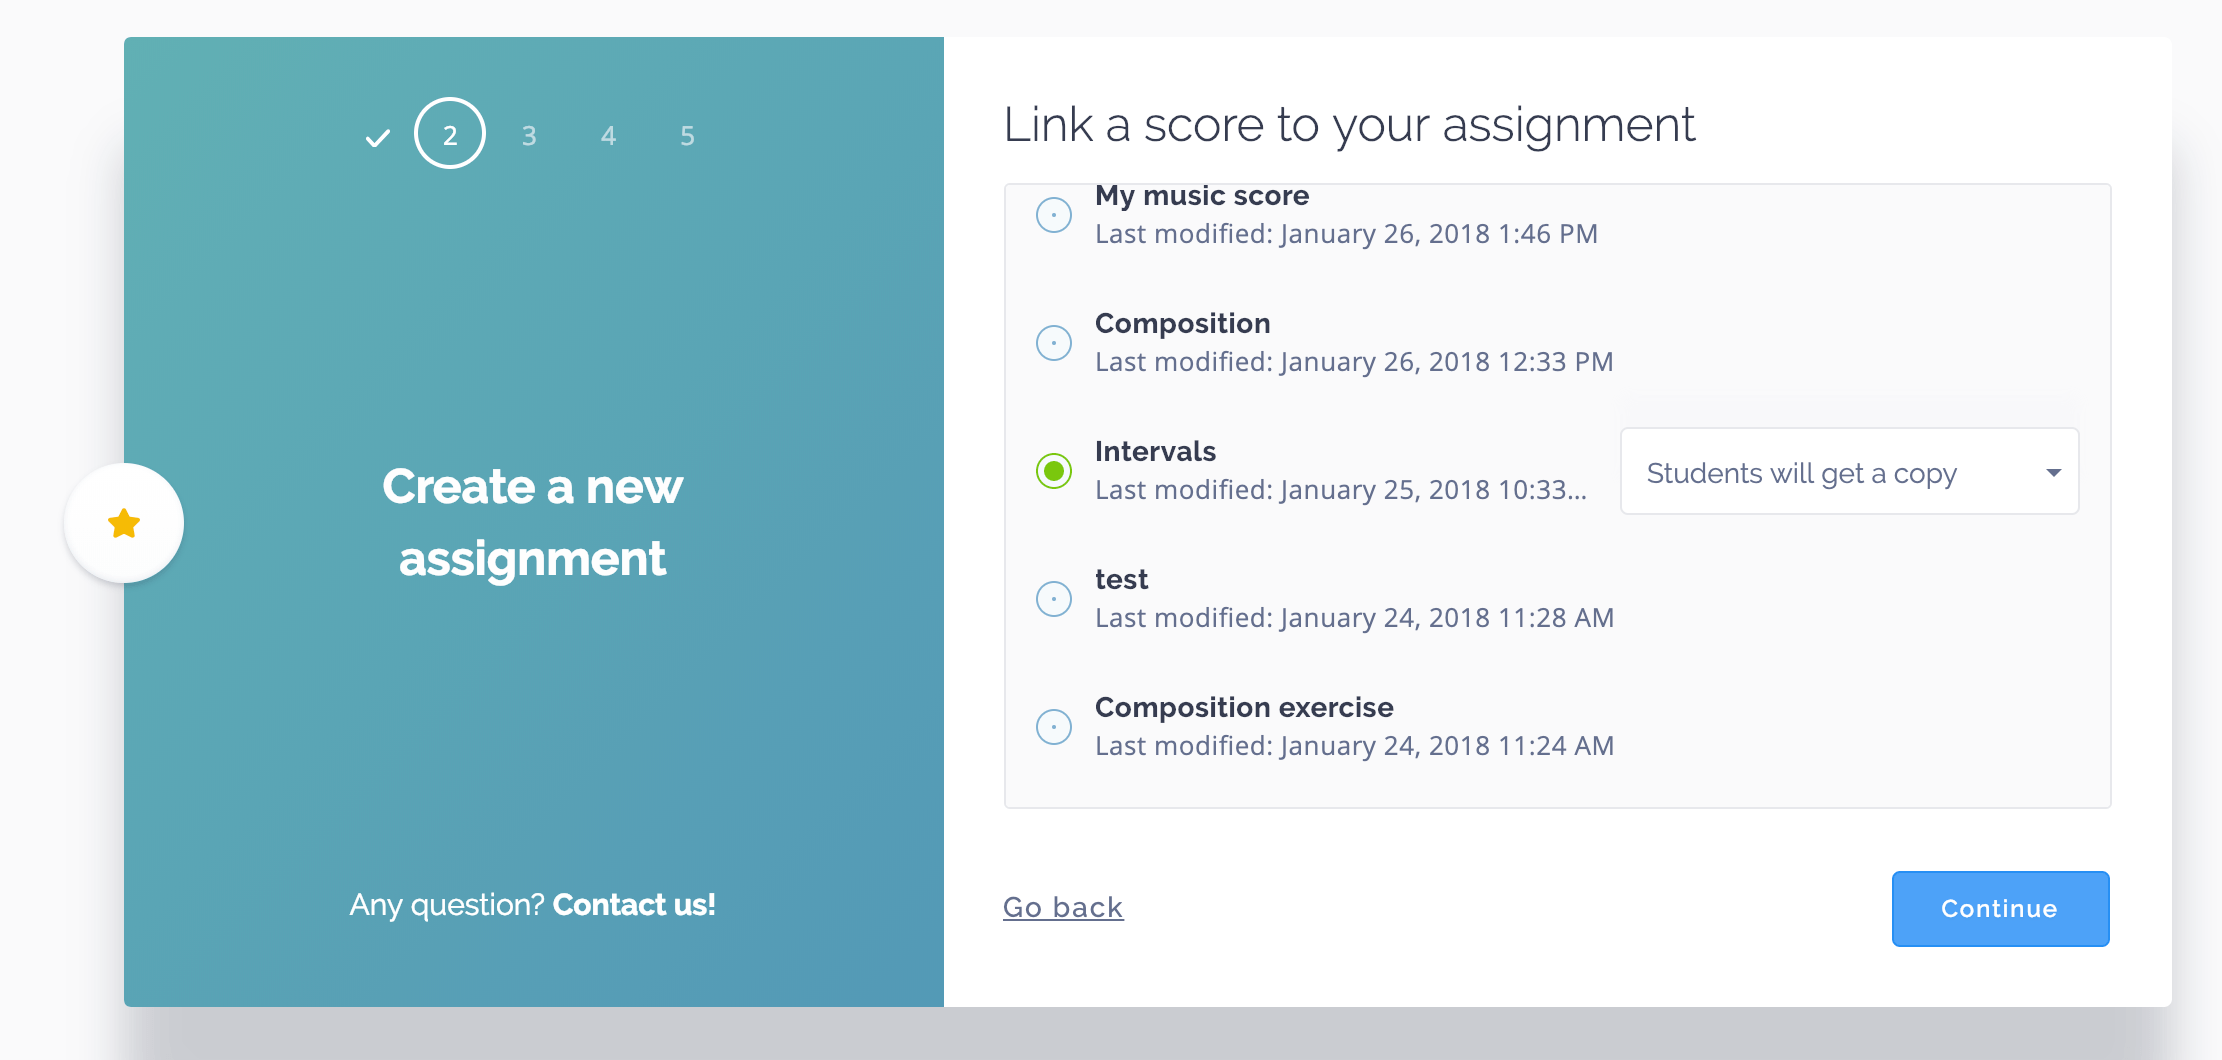 2 3 4 5
Create a new
assignment
Any question? Contact us!
Link a score to your assignment
My music score
Last modified: January 26, 2018 1:46 PM
Composition
Last modified: January 26, 2018 12:33 PM
Intervals
Last modified: January 25, 2018 10:33...
Students will get a copy
test
Last modified: January 24, 2018 11:28 AM
Composition exercise
Last modified: January 24, 2018 11:24 AM
Go back
Continue